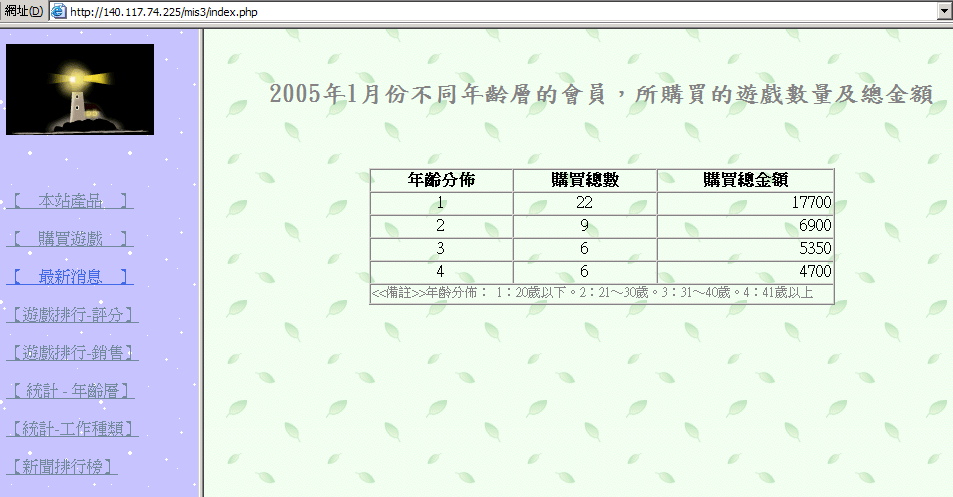 網址(D) http://140.117.74.225/mis3/index.php
【　本站產品　】
【　購買遊戲　】
【　最新消息　】
【遊戲排行-評分】
【遊戲排行-銷售】
【 統計 - 年齡層】
【統計-工作種類】
【新聞排行榜】
2005年1月份不同年齡層的會員，所購買的遊戲數量及總金額
年齡分佈 購買總數 購買總金額
1 22 17700
2 9 6900
3 6 5350
4 6 4700
<<備註>>年齡分佈： 1：20歲以下。2：21～30歲。3：31～40歲。4：41歲以上